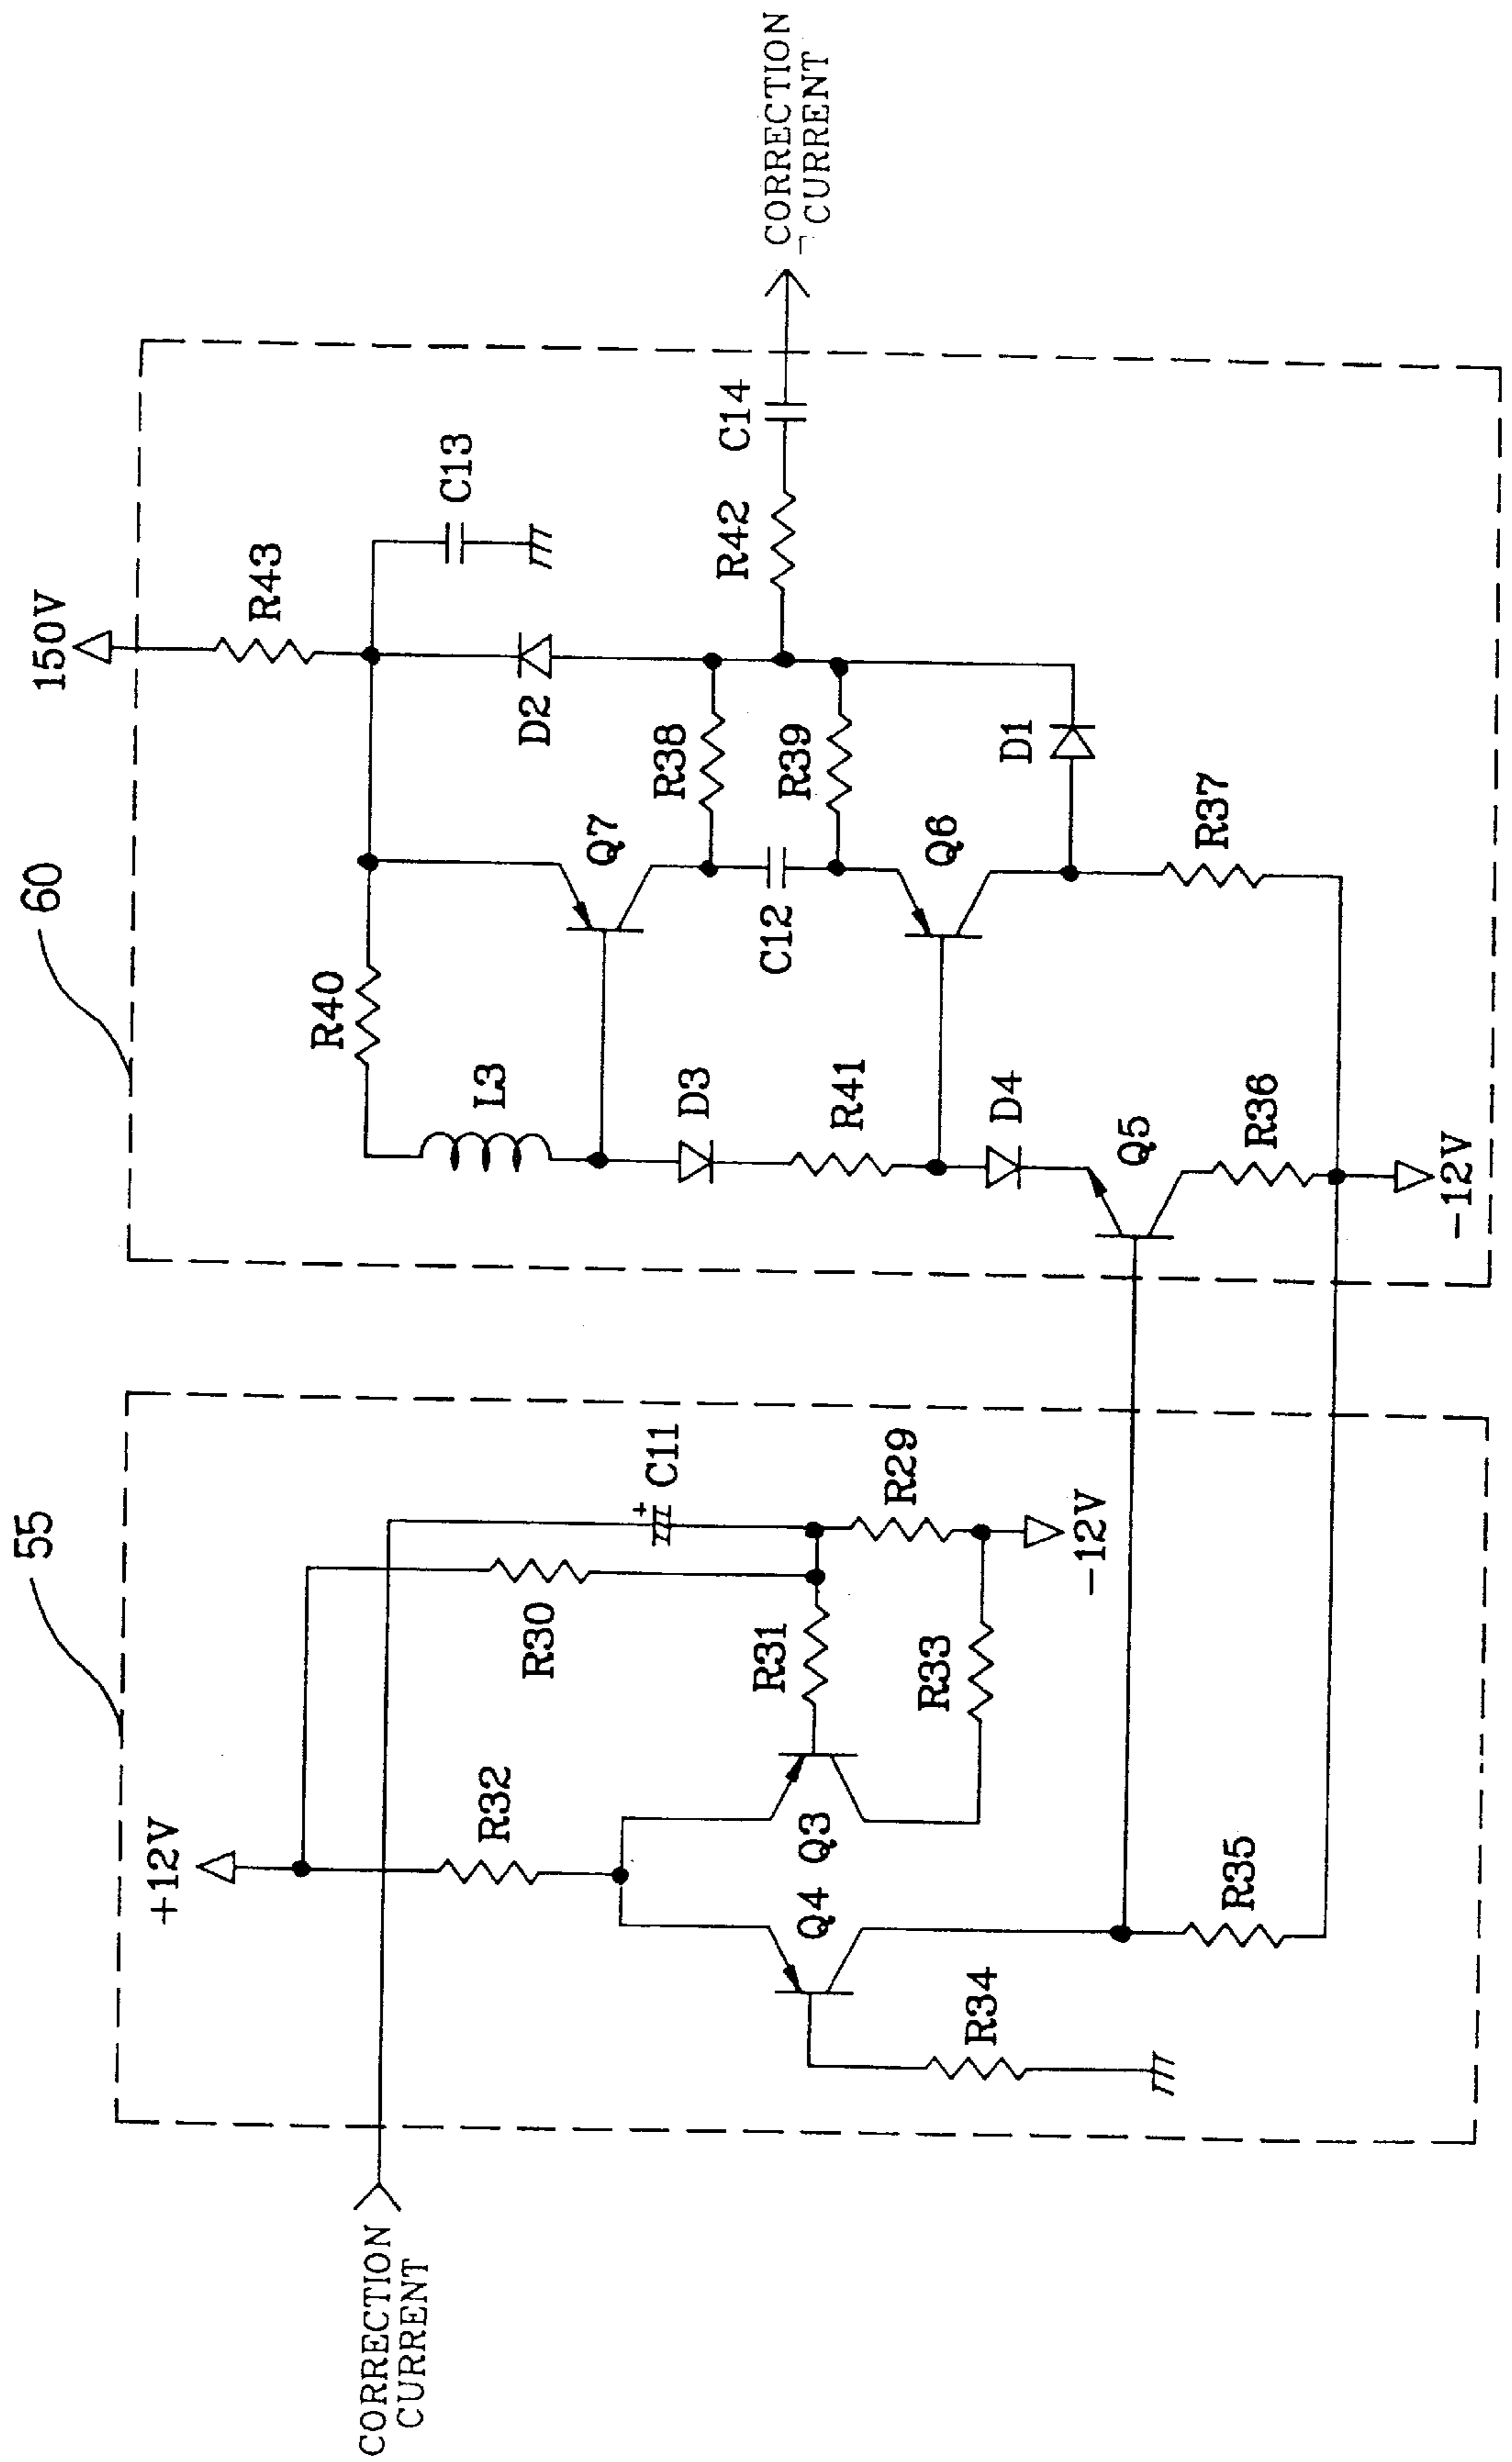 55
60
+12V
150V
CORRECTION
CURRENT
CORRECTION
CURRENT
R30
C11
R32
R31
R29
Q4
Q3
R33
-12V
R34
R35
R43
C13
R40
L3
D2
Q7
R38
R42
C14
D3
C12
R39
R41
Q6
D1
D4
Q5
R37
R36
-12V